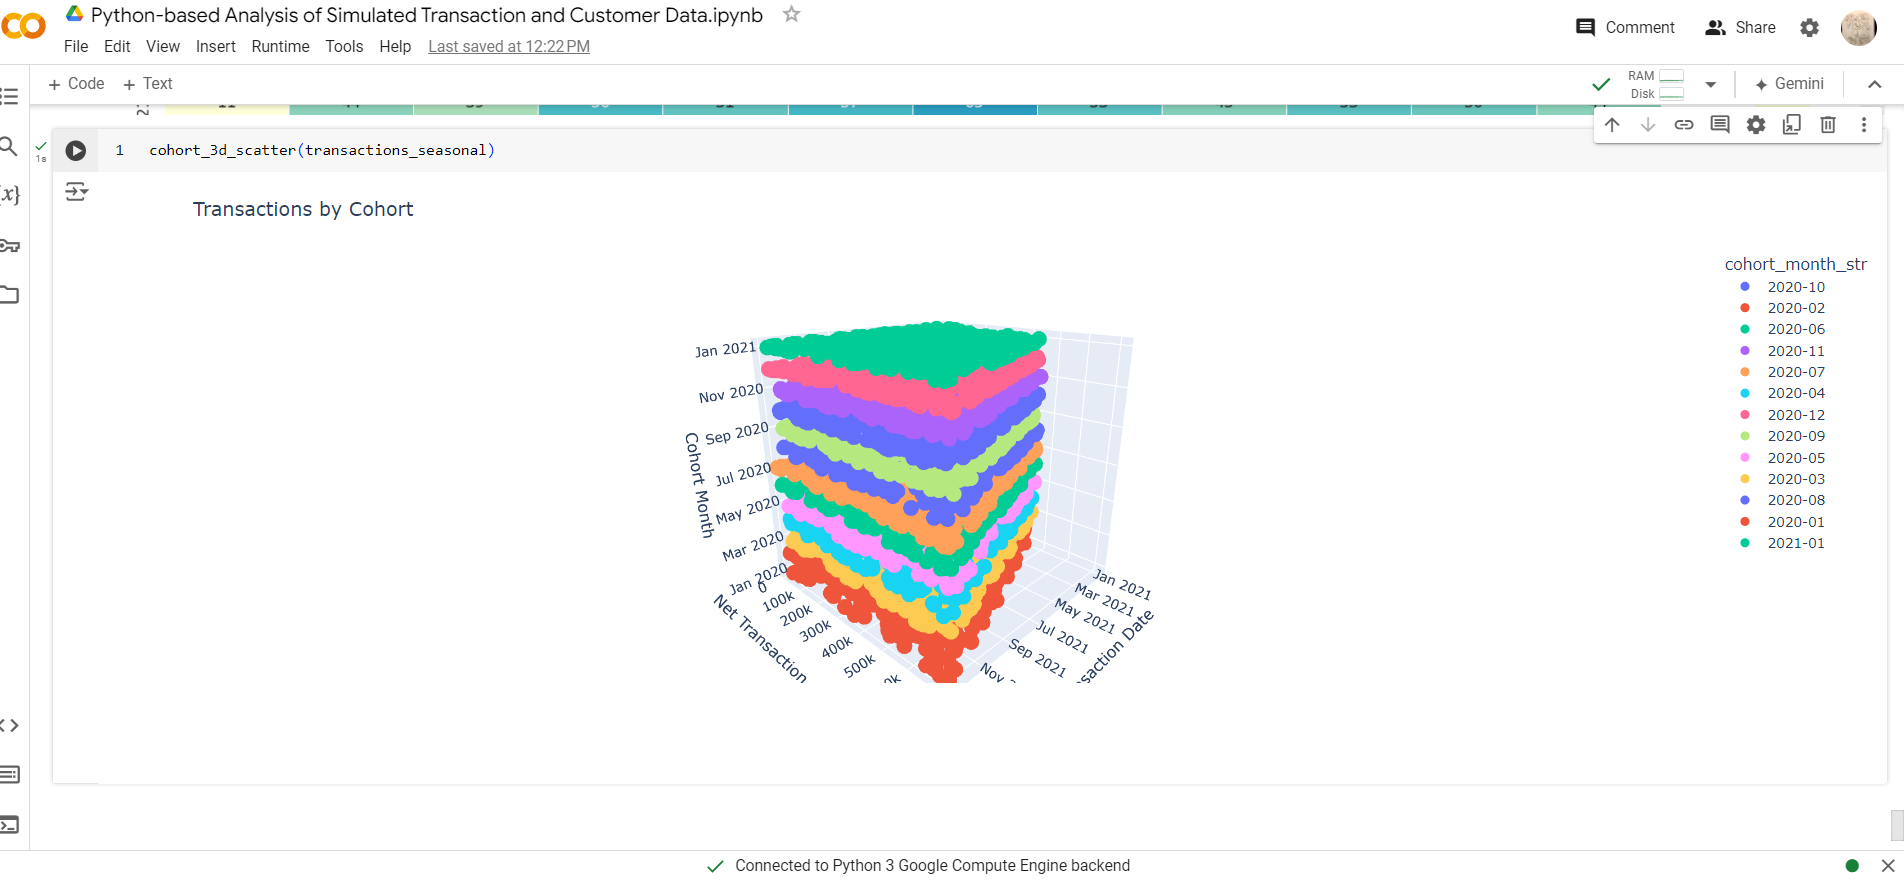 Python-based Analysis of Simulated Transaction and Customer Data.ipynb
File Edit View Insert Runtime Tools Help Last saved at 12:22 PM
Comment
Share
+ Code + Text
RAM
Disk
Gemini
1s
1 cohort_3d_scatter(transactions_seasonal)
{x}
Transactions by Cohort
cohort_month_str
2020-10
2020-02
2020-06
2020-11
2020-07
2020-04
2020-12
2020-09
2020-05
2020-03
2020-08
2020-01
2021-01
Jan 2021
Nov 2020
Sep 2020
Jul 2020
May 2020
Mar 2020
Jan 2020
Cohort Month
0
100k
200k
300k
400k
500k
Net Transaction
Jan 2021
Mar 2021
May 2021
Jul 2021
Sep 2021
Nov
saction Date
Connected to Python 3 Google Compute Engine backend